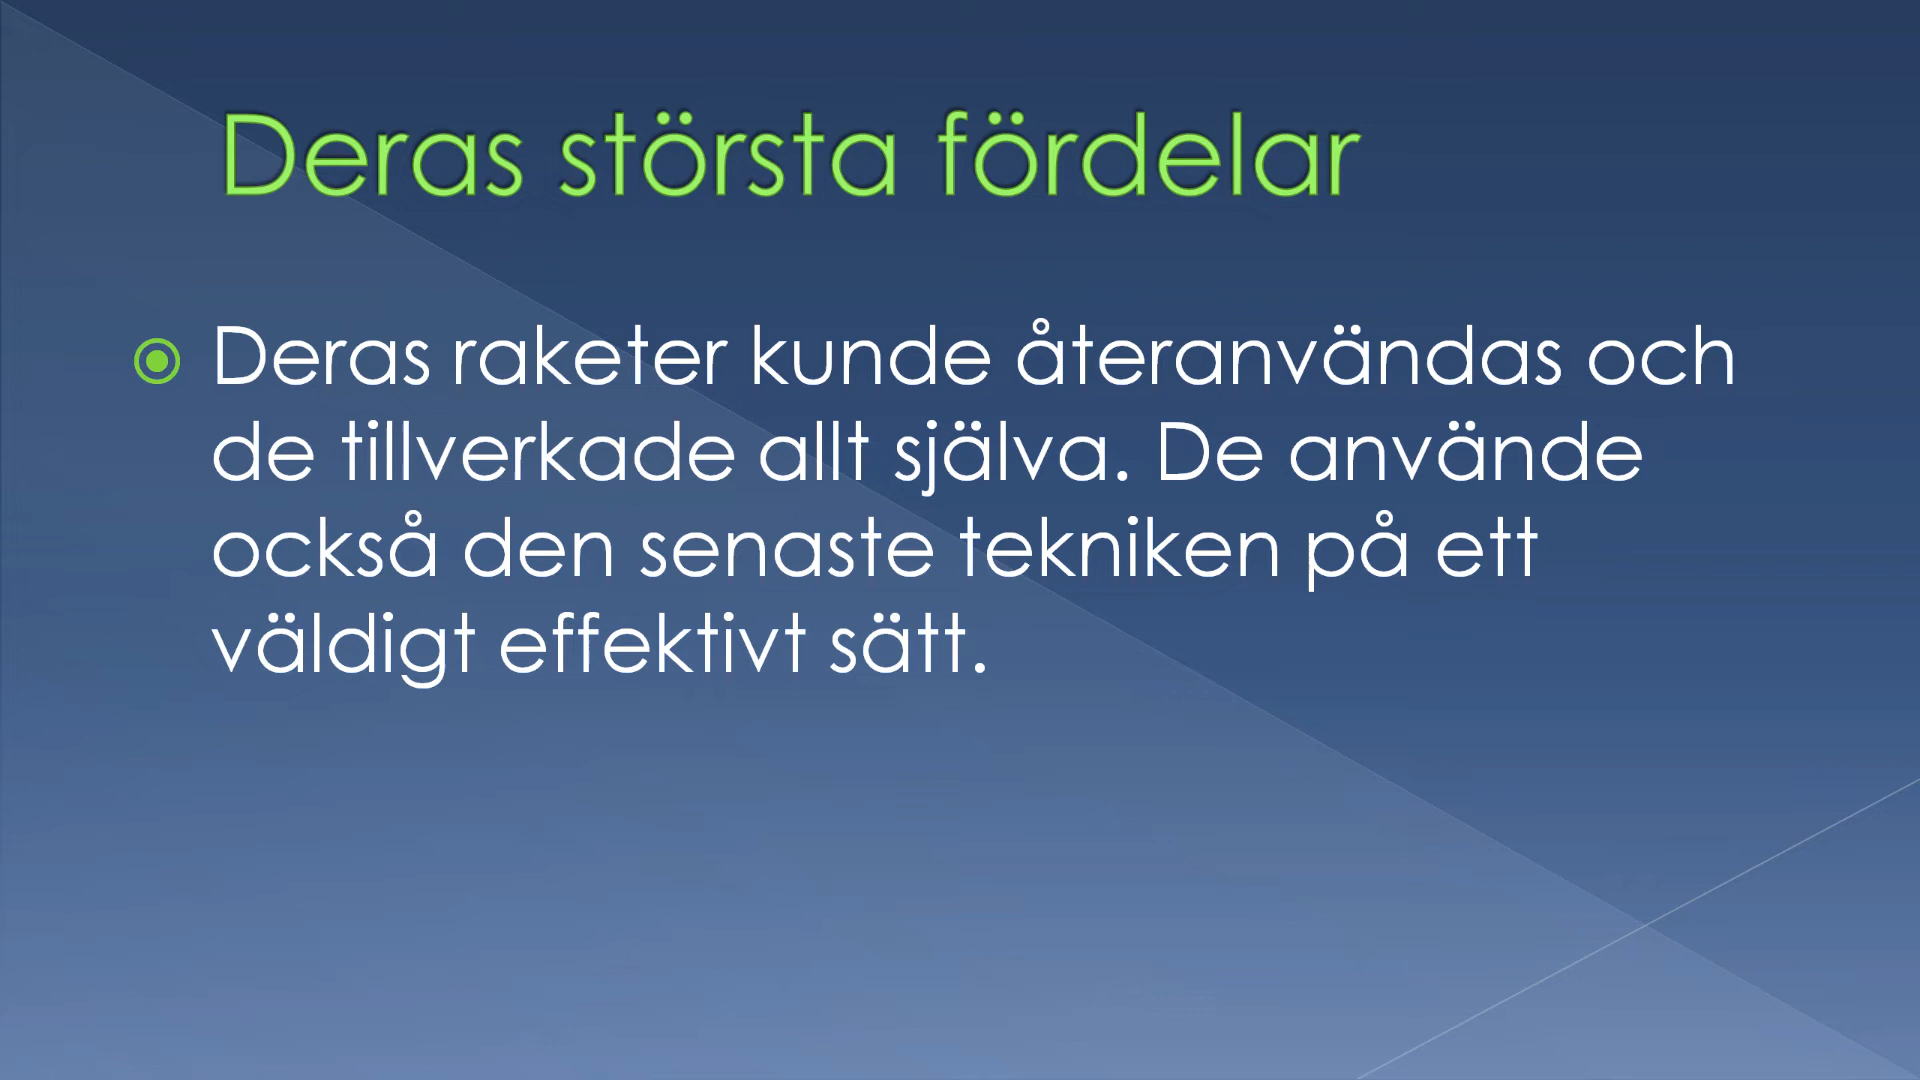 Deras största fördelar
Deras raketer kunde återanvändas och
de tillverkade allt själva. De använde
också den senaste tekniken på ett
väldigt effektivt sätt.